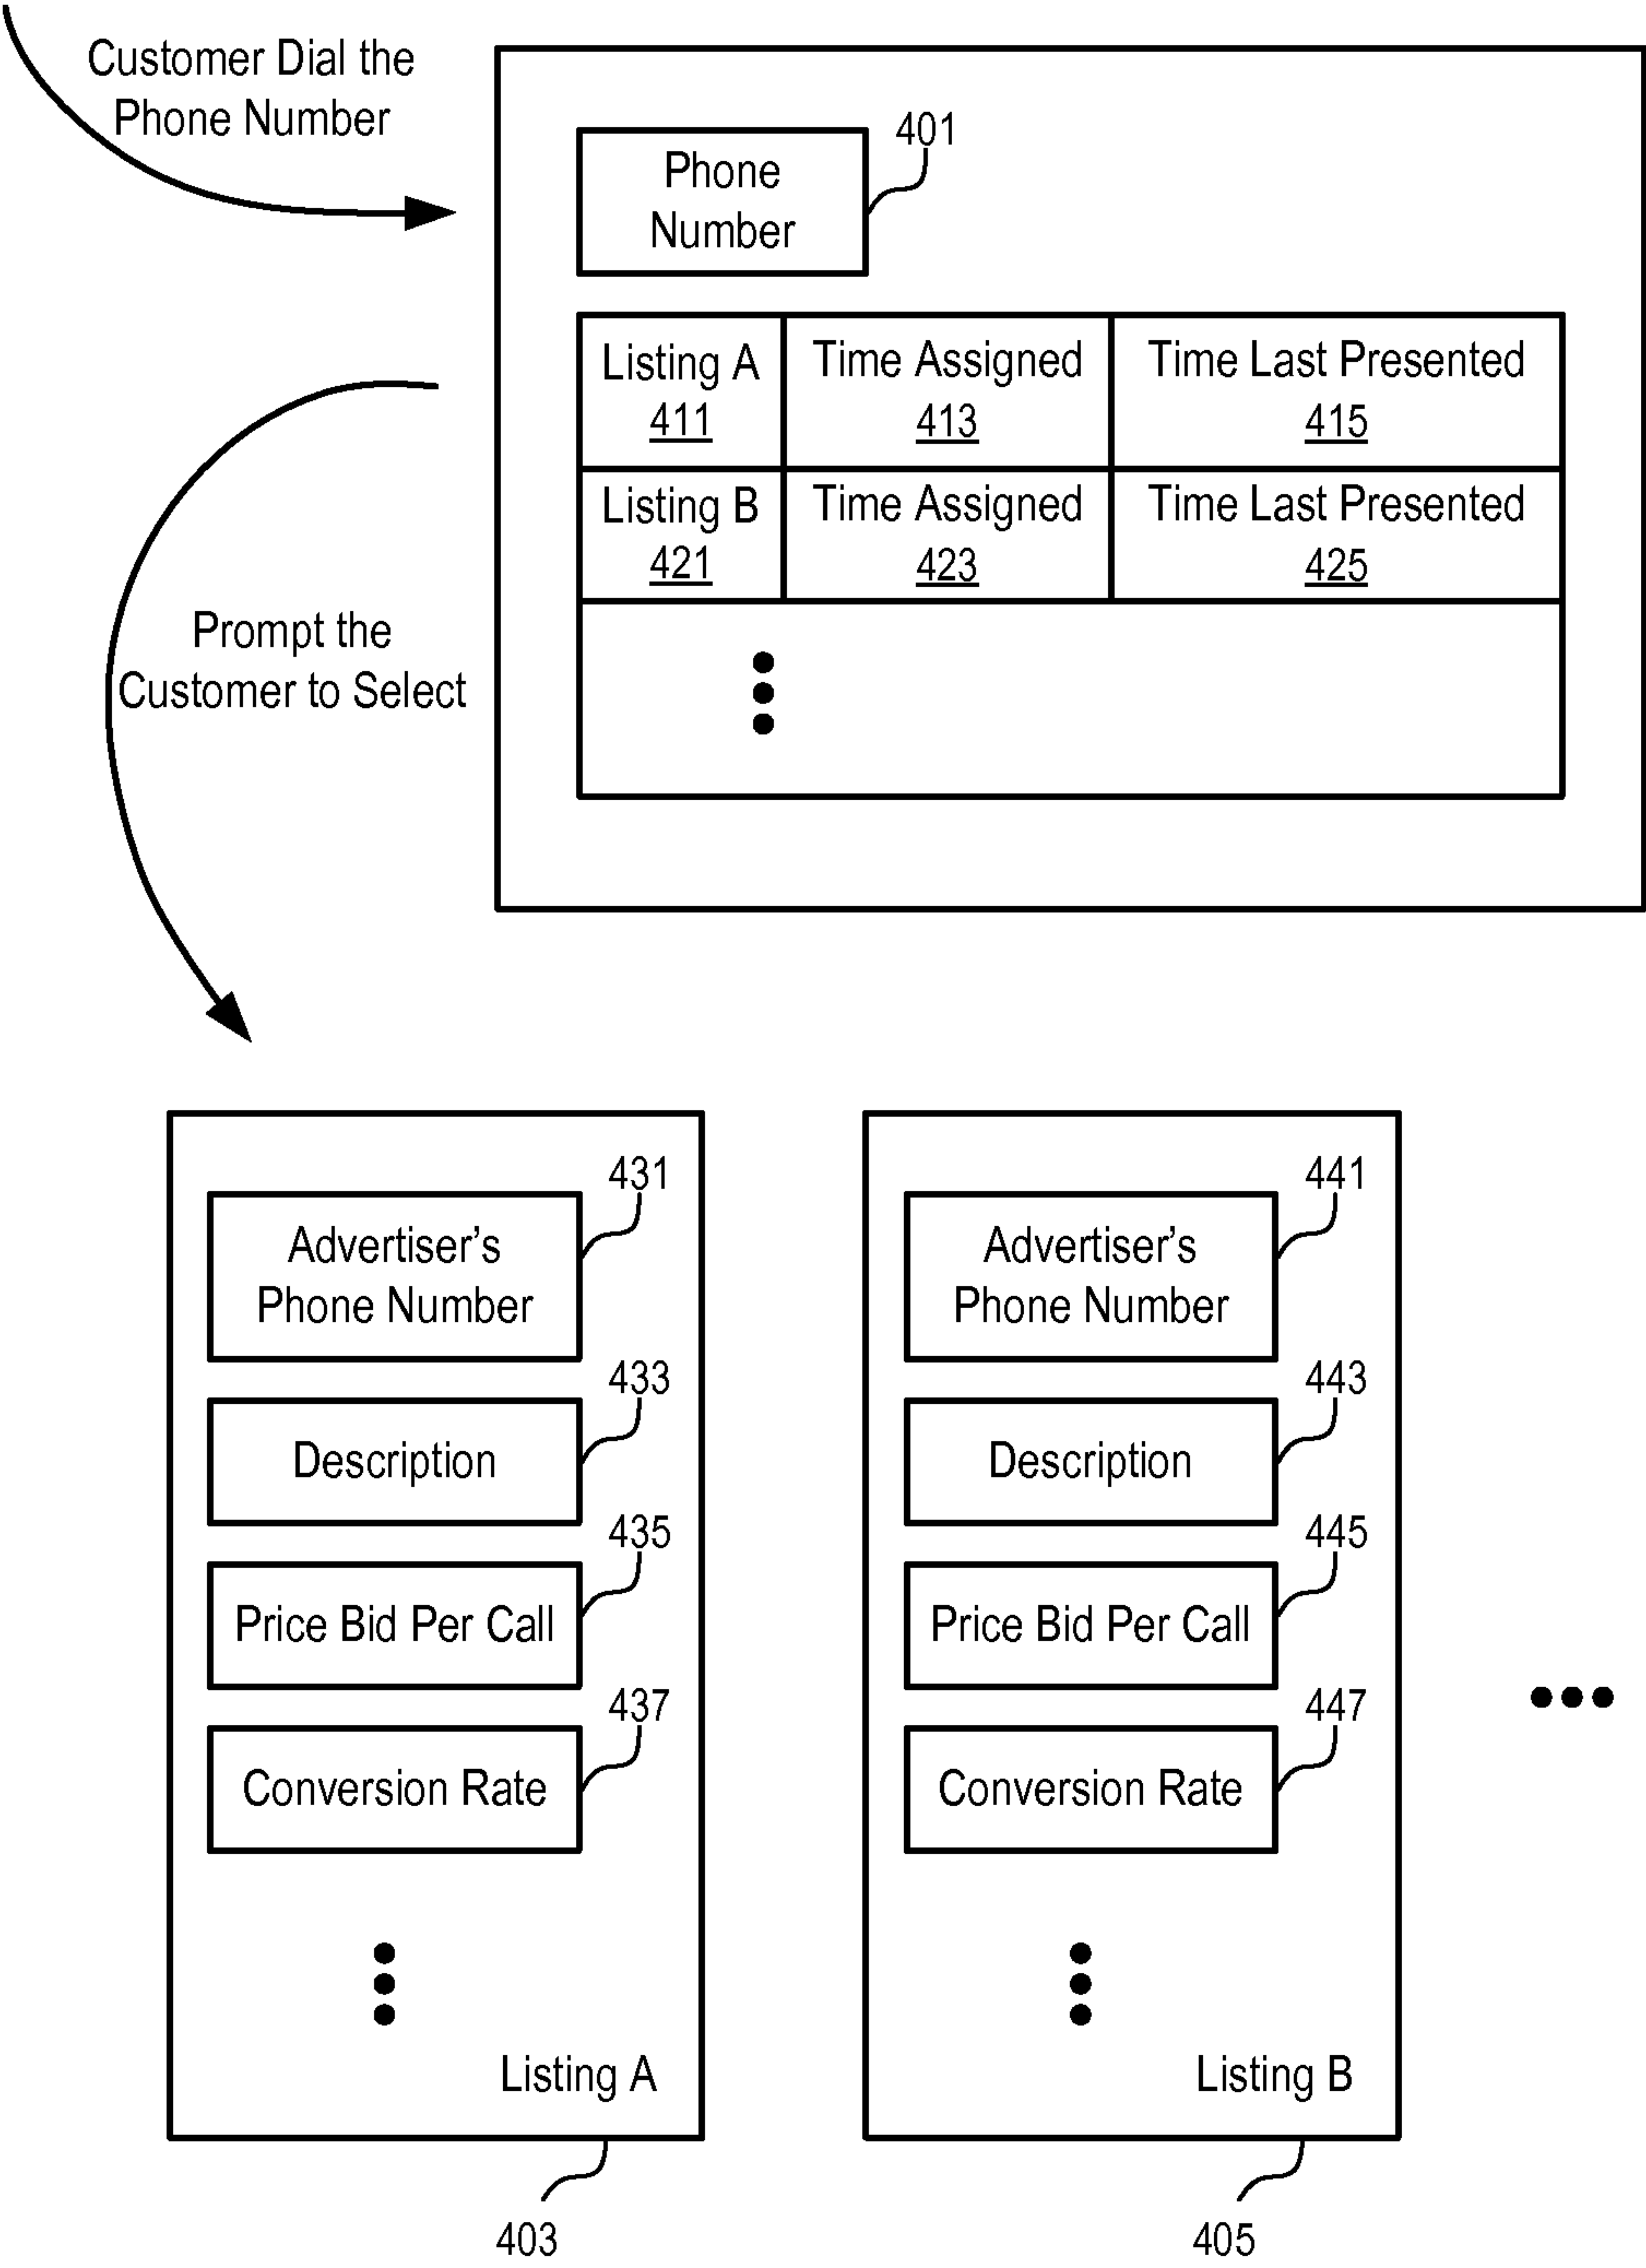 Customer Dial the
Phone Number
401
Phone
Number
Listing A
411
Time Assigned
413
Time Last Presented
415
Listing B
421
Time Assigned
423
Time Last Presented
425
Prompt the
Customer to Select
431
Advertiser's
Phone Number
433
Description
435
Price Bid Per Call
437
Conversion Rate
Listing A
403
441
Advertiser's
Phone Number
443
Description
445
Price Bid Per Call
447
Conversion Rate
Listing B
405